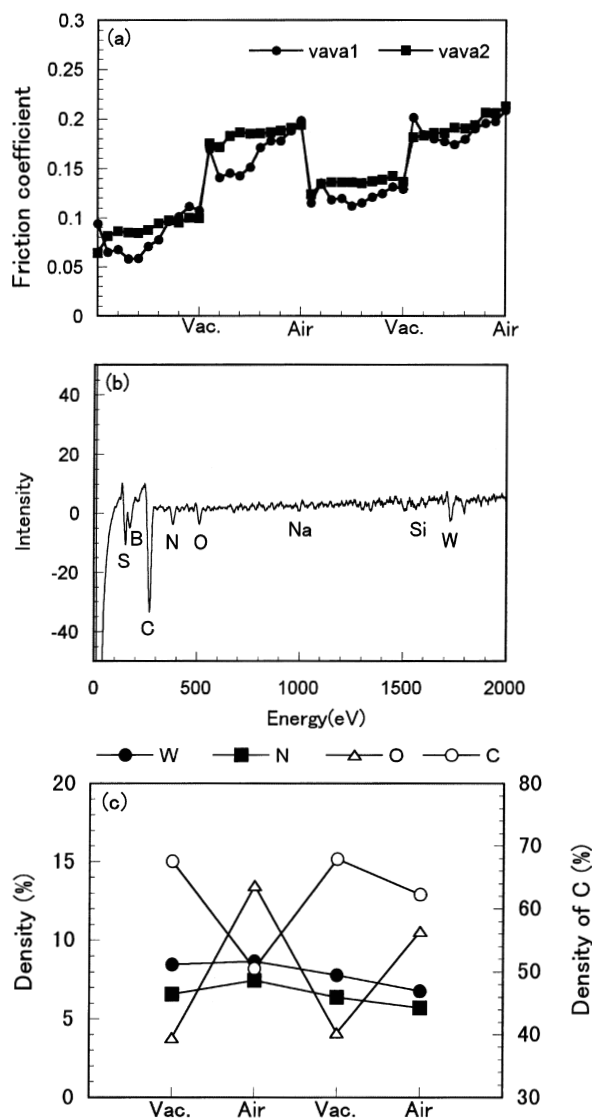 (a)
vava1 vava2
0.3
0.25
0.2
0.15
0.1
0.05
0
Friction coefficient
Vac. Air Vac. Air
(b)
40
20
0
-20
-40
Intensity
S B C N O Na Si W
0 500 1000 1500 2000
Energy(eV)
W N O C
(c)
20
15
10
5
0
Density (%)
80
70
60
50
40
30
Density of C (%)
Vac. Air Vac. Air